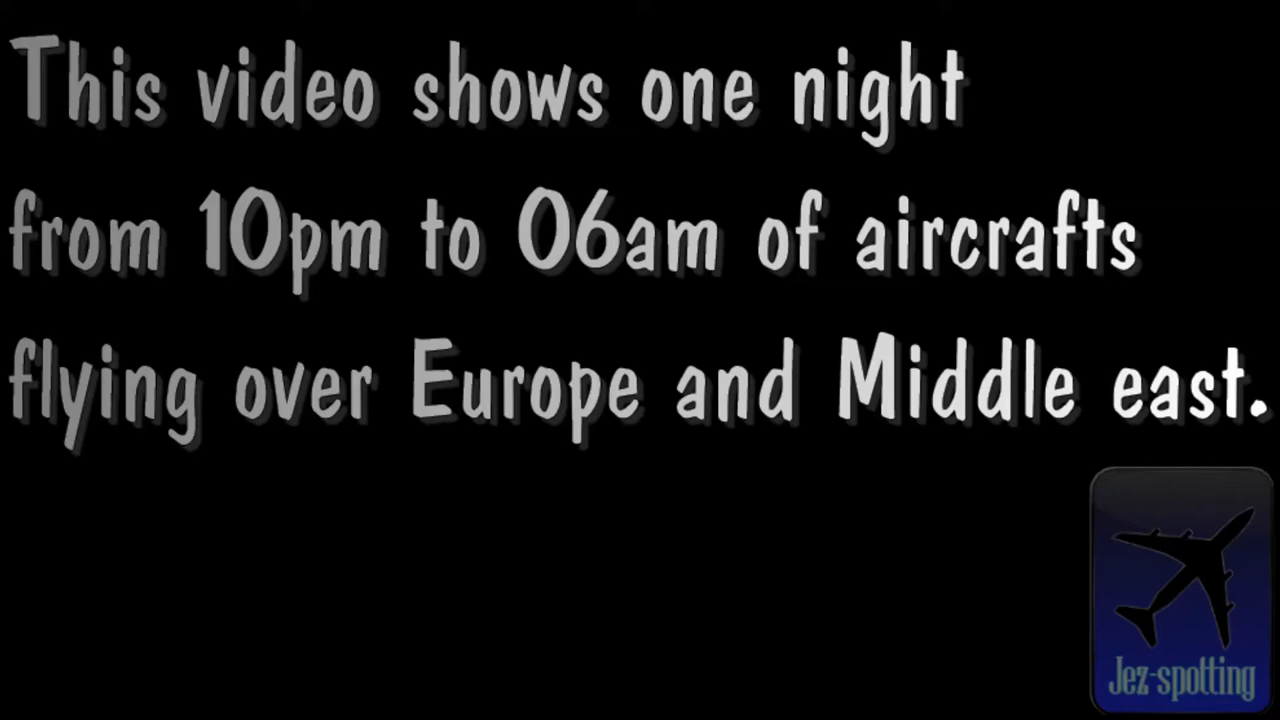 This video shows one night
from 10pm to 06am of aircrafts
flying over Europe and Middle east.
Jez-spotting